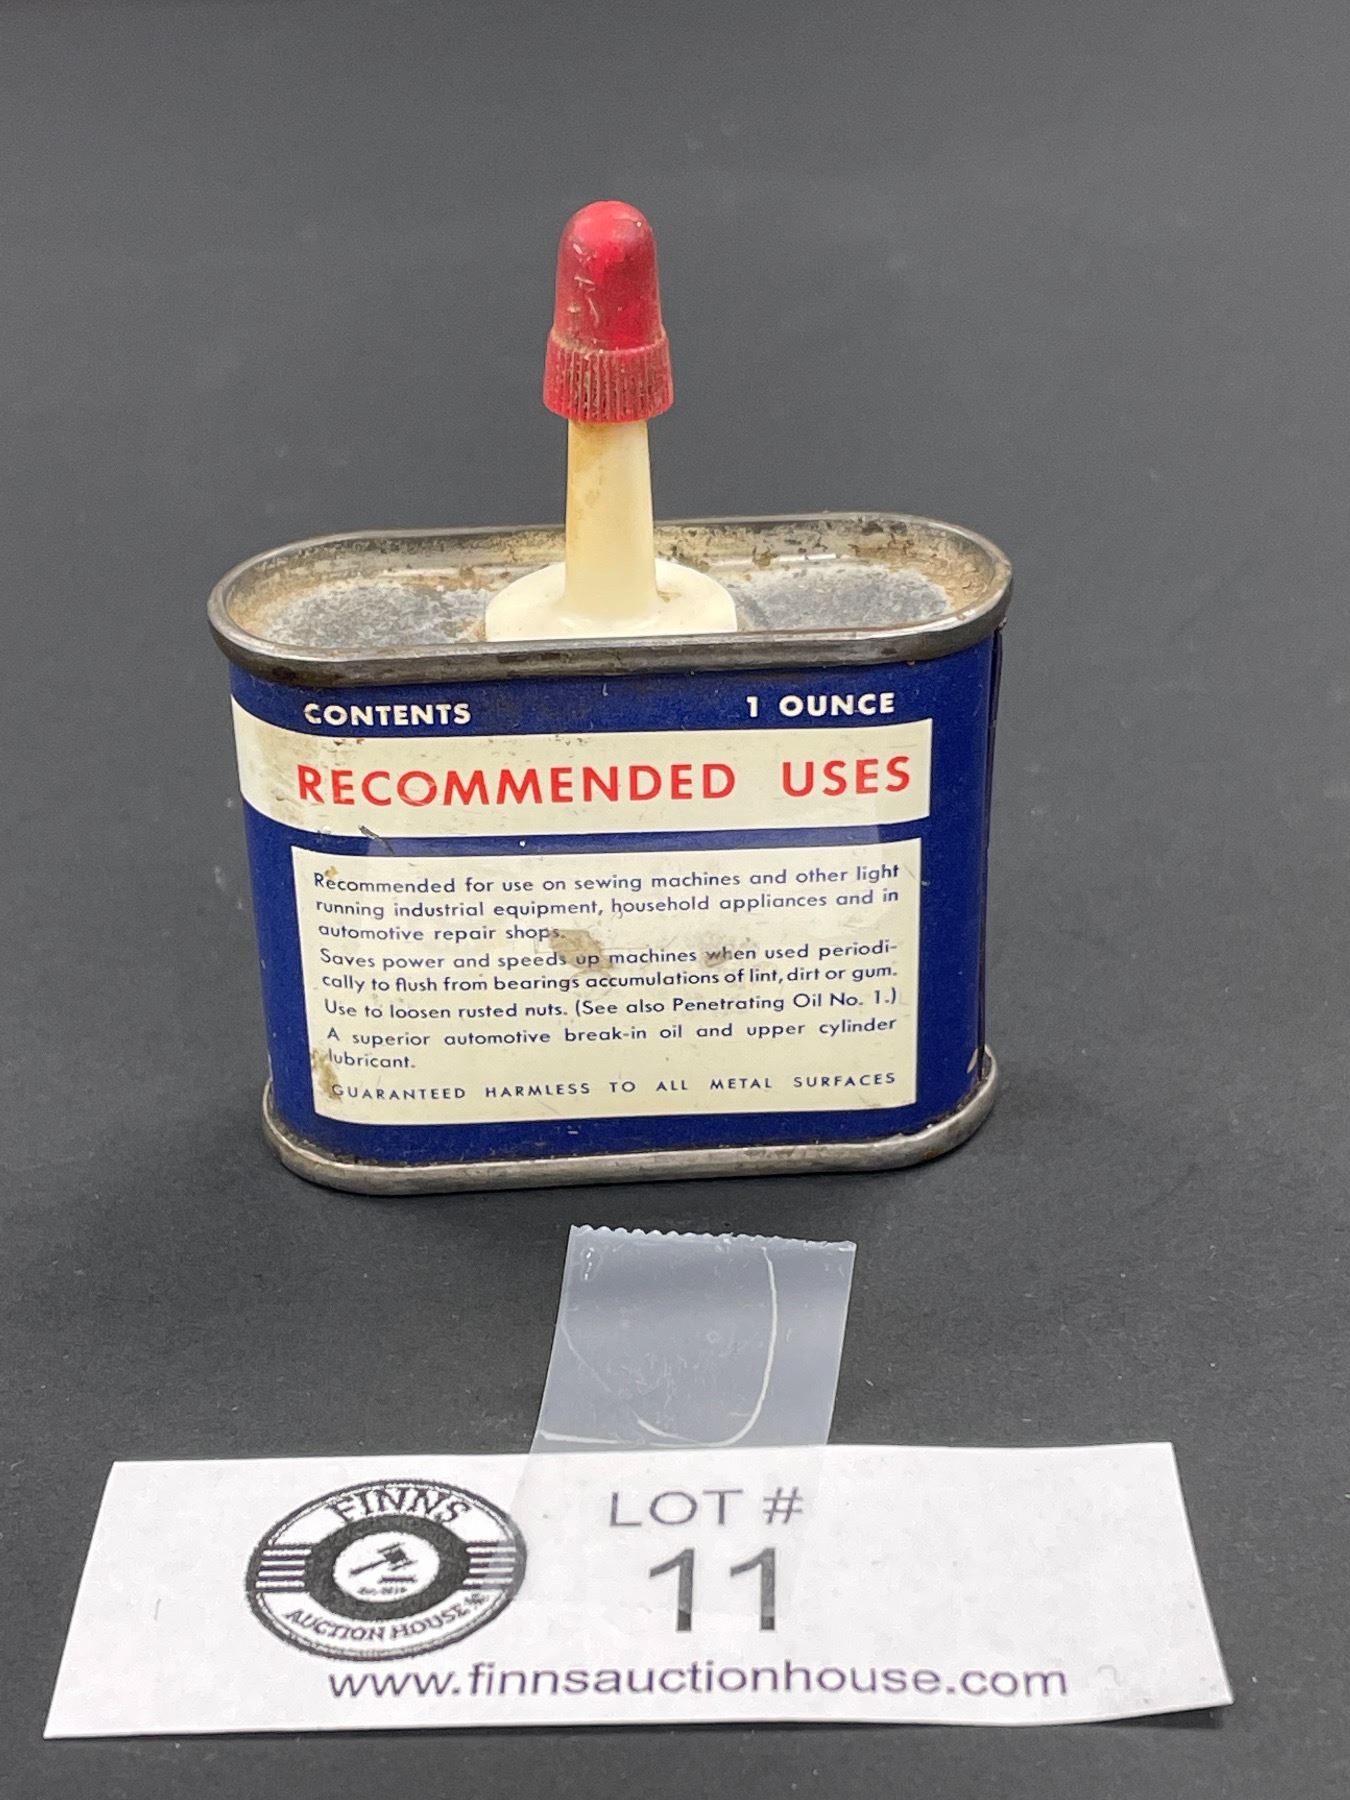 CONTENTS 1 OUNCE
RECOMMENDED USES
Recommended for use on sewing machines and other light
running industrial equipment, household appliances and in
automotive repair shops.
Saves power and speeds up machines when used periodi-
cally to flush from bearings accumulations of lint, dirt or gum.
Use to loosen rusted nuts. (See also Penetrating Oil No. 1.)
A superior automotive break-in oil and upper cylinder
lubricant.
GUARANTEED HARMLESS TO ALL METAL SURFACES
FINNS
AUCTION HOUSE
LOT #
11
www.finnsauctionhouse.com